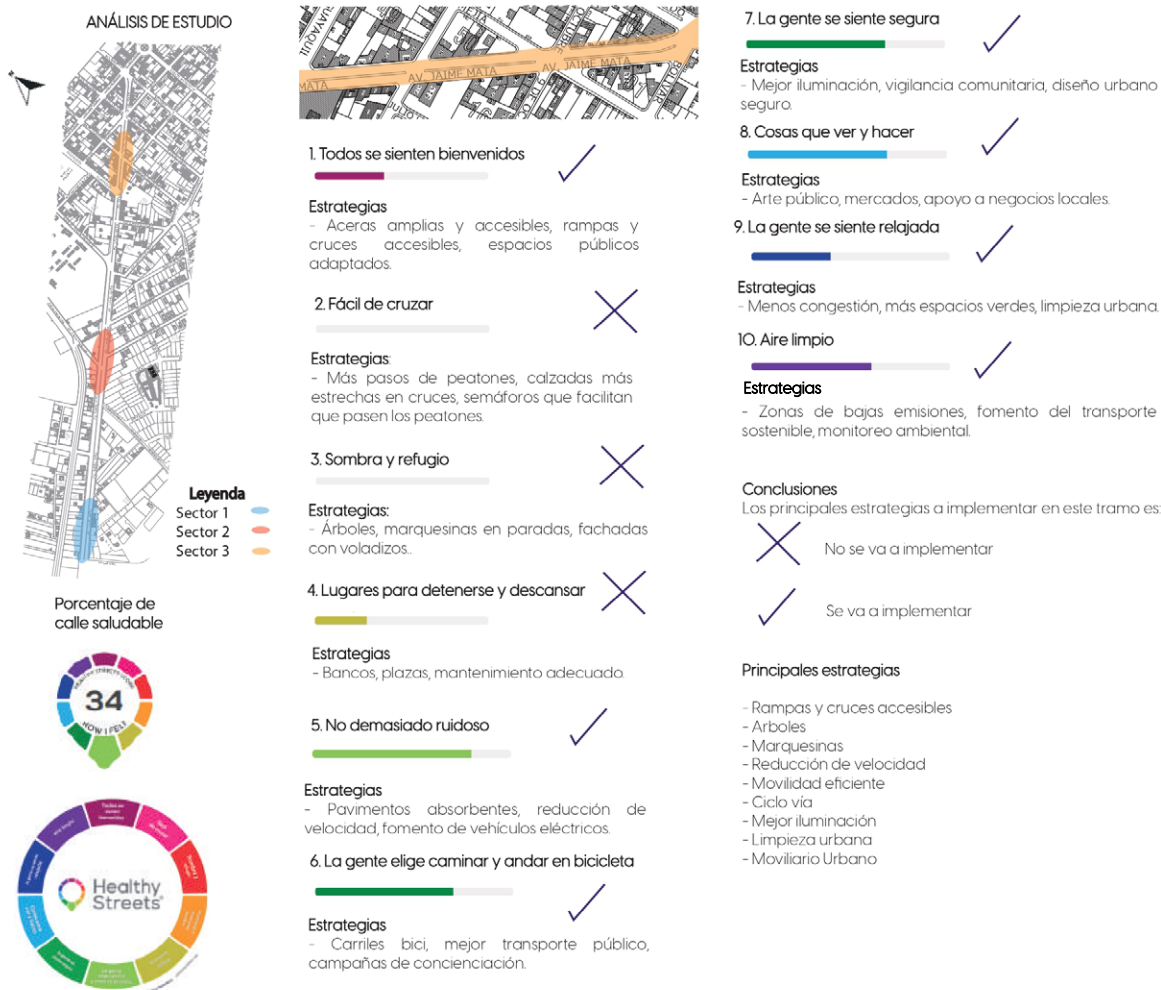 ANÁLISIS DE ESTUDIO
Leyenda
Sector 1
Sector 2
Sector 3
Porcentaje de
calle saludable
34
HOW I FELT
Healthy
Streets
GUAYAQUIL
MATA
AV. JAIME MATA
AV. JAIME MATA
1. Todos se sienten bienvenidos
Estrategias
- Aceras amplias y accesibles, rampas y
cruces accesibles, espacios públicos
adaptados.
2. Fácil de cruzar
Estrategias:
- Más pasos de peatones, calzadas más
estrechas en cruces, semáforos que facilitan
que pasen los peatones.
3. Sombra y refugio
Estrategias:
- Árboles, marquesinas en paradas, fachadas
con voladizos..
4. Lugares para detenerse y descansar
Estrategias
- Bancos, plazas, mantenimiento adecuado.
5. No demasiado ruidoso
Estrategias
- Pavimentos absorbentes, reducción de
velocidad, fomento de vehículos eléctricos.
6. La gente elige caminar y andar en bicicleta
Estrategias
- Carriles bici, mejor transporte público,
campañas de concienciación.
7. La gente se siente segura
Estrategias
- Mejor iluminación, vigilancia comunitaria, diseño urbano
seguro.
8. Cosas que ver y hacer
Estrategias
- Arte público, mercados, apoyo a negocios locales.
9. La gente se siente relajada
Estrategias
- Menos congestión, más espacios verdes, limpieza urbana.
10. Aire limpio
Estrategias
- Zonas de bajas emisiones, fomento del transporte
sostenible, monitoreo ambiental.
Conclusiones
Los principales estrategias a implementar en este tramo es:
No se va a implementar
Se va a implementar
Principales estrategias
- Rampas y cruces accesibles
- Arboles
- Marquesinas
- Reducción de velocidad
- Movilidad eficiente
- Ciclo vía
- Mejor iluminación
- Limpieza urbana
- Moviliario Urbano